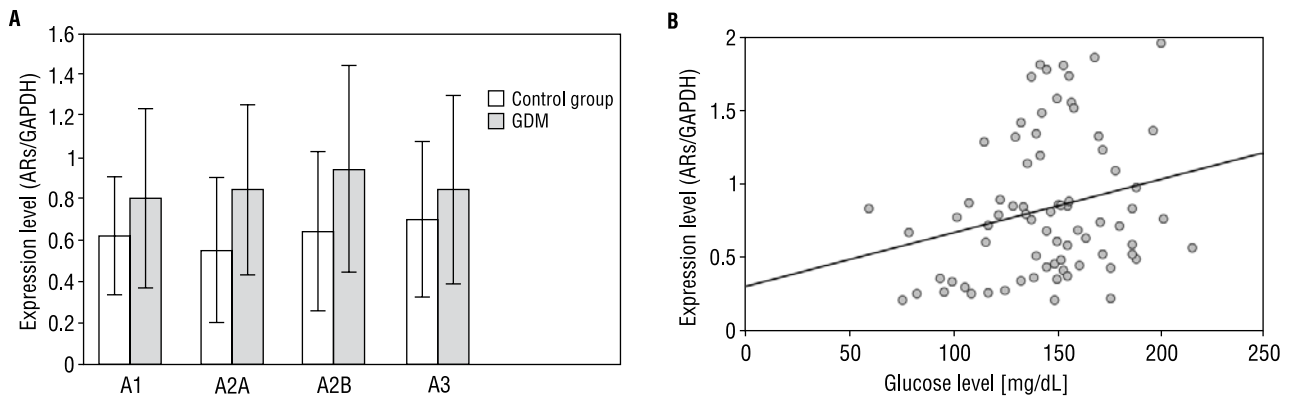 A
Expression level (ARs/GAPDH)
1.6
1.4
1.2
1
0.8
0.6
0.4
0.2
0
A1
A2A
A2B
A3
Control group
GDM
B
Expression level (ARs/GAPDH)
2
1.5
1
0.5
0
0
50
100
150
200
250
Glucose level [mg/dL]